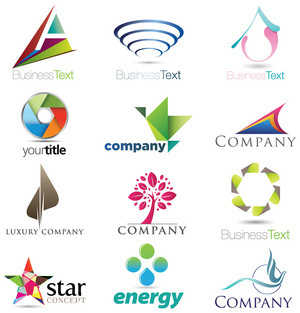 BusinessText
BusinessText
BusinessText
yourtitle
company
COMPANY
LUXURY COMPANY
COMPANY
BusinessText
star
CONCEPT
energy
COMPANY